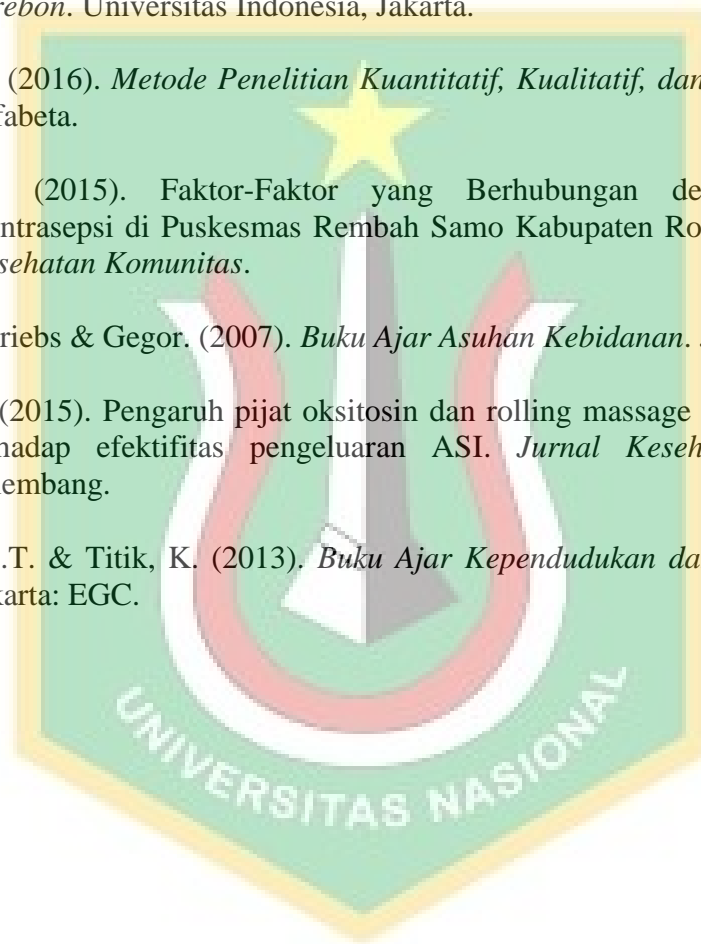 rebon. Universitas Indonesia, Jakarta.
(2016). Metode Penelitian Kuantitatif, Kualitatif, dan
fabeta.
(2015). Faktor-Faktor yang Berhubungan de
ntrasepsi di Puskesmas Rembah Samo Kabupaten Ro
sehatan Komunitas.
riebs & Gegor. (2007). Buku Ajar Asuhan Kebidanan.
(2015). Pengaruh pijat oksitosin dan rolling massage
hadap efektifitas pengeluaran ASI. Jurnal Keseh
embang.
.T. & Titik, K. (2013). Buku Ajar Kependudukan da
karta: EGC.
UNIVERSITAS NASIONAL